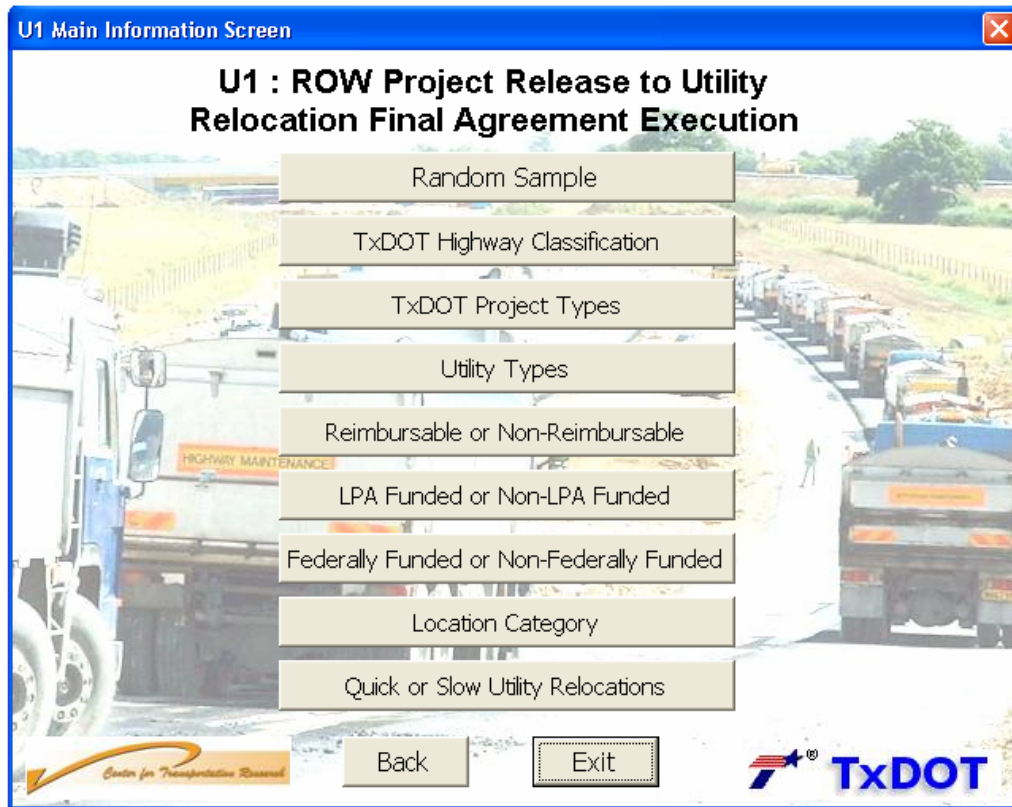 U1 Main Information Screen
U1 : ROW Project Release to Utility
Relocation Final Agreement Execution
Random Sample
TxDOT Highway Classification
TxDOT Project Types
Utility Types
Reimbursable or Non-Reimbursable
HIGHWAY MAINTENANCE
LPA Funded or Non-LPA Funded
Federally Funded or Non-Federally Funded
Location Category
Quick or Slow Utility Relocations
Center for Transportation Research
Back
Exit
® TxDOT